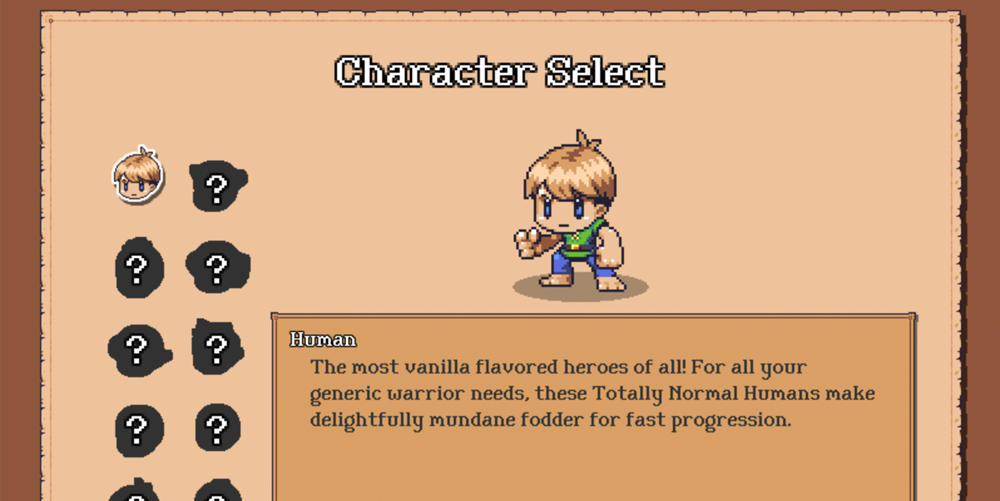 Character Select
?
? ?
? ?
? ?
? ?
Human
The most vanilla flavored heroes of all! For all your
generic warrior needs, these Totally Normal Humans make
delightfully mundane fodder for fast progression.